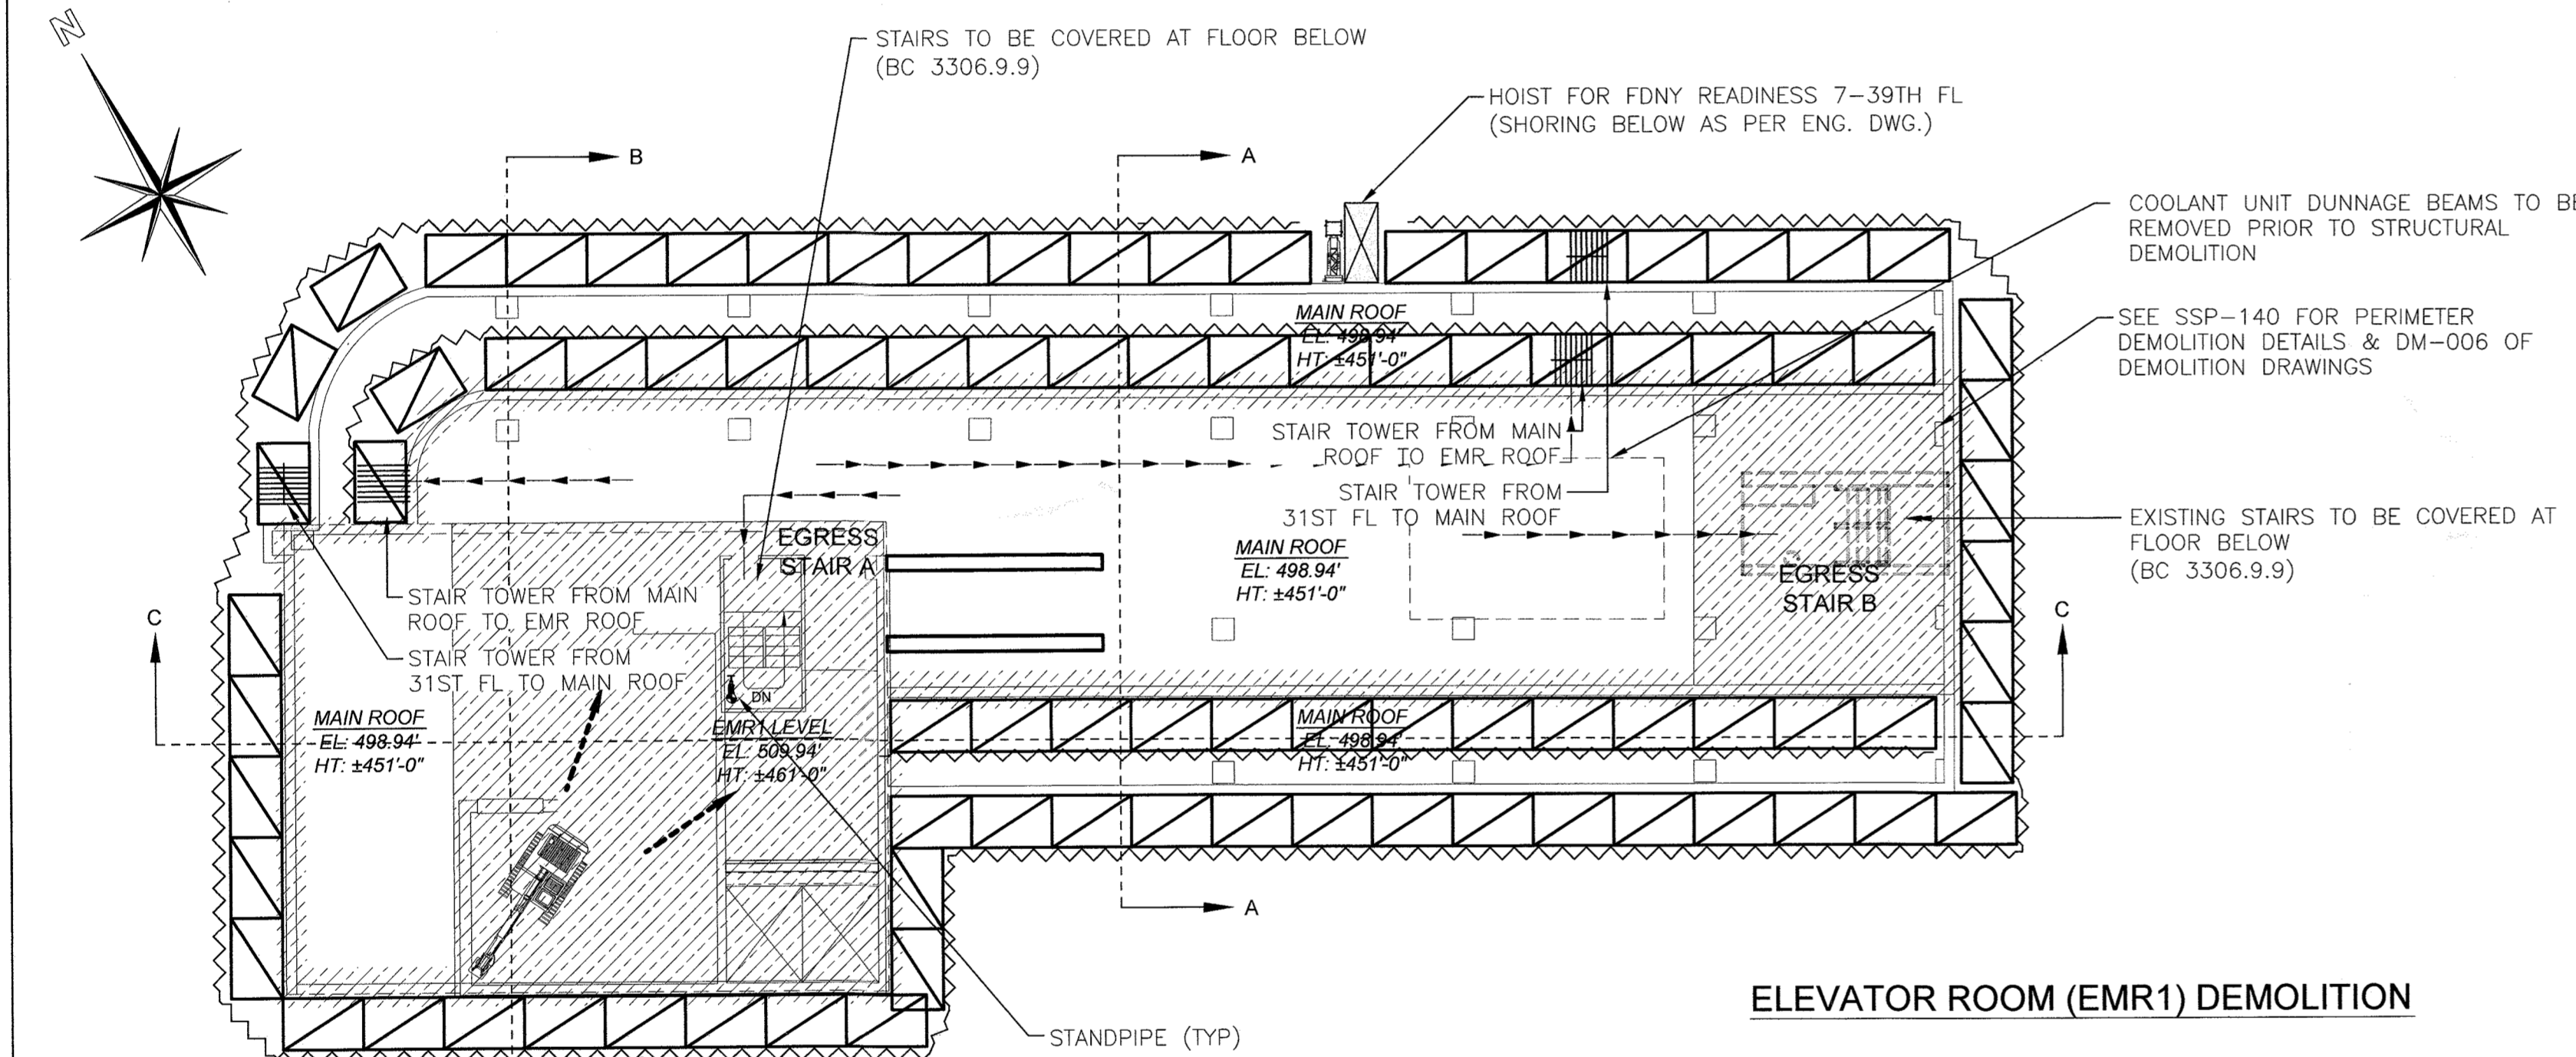 N
STAIRS TO BE COVERED AT FLOOR BELOW
(BC 3306.9.9)
HOIST FOR FDNY READINESS 7-39TH FL
(SHORING BELOW AS PER ENG. DWG.)
B
A
COOLANT UNIT DUNNAGE BEAMS TO BE
REMOVED PRIOR TO STRUCTURAL
DEMOLITION
SEE SSP-140 FOR PERIMETER
DEMOLITION DETAILS & DM-006 OF
DEMOLITION DRAWINGS
MAIN ROOF
EL: 498.94'
HT: ±451'-0"
STAIR TOWER FROM MAIN
ROOF TO EMR ROOF
STAIR TOWER FROM
31ST FL TO MAIN ROOF
EGRESS
STAIR A
MAIN ROOF
EL: 498.94'
HT: ±451'-0"
EGRESS
STAIR B
EXISTING STAIRS TO BE COVERED AT
FLOOR BELOW
(BC 3306.9.9)
STAIR TOWER FROM MAIN
ROOF TO EMR ROOF
STAIR TOWER FROM
31ST FL TO MAIN ROOF
C
C
DN
MAIN ROOF
EL: 498.94'
HT: ±451'-0"
EMR1 LEVEL
EL: 509.94'
HT: ±461'-0"
MAIN ROOF
EL: 498.94'
HT: ±451'-0"
A
ELEVATOR ROOM (EMR1) DEMOLITION
STANDPIPE (TYP)